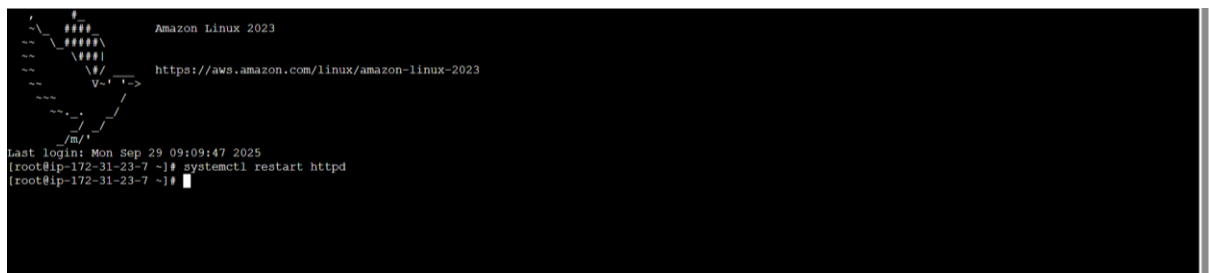 ,     #_
   ~\_  ####_        Amazon Linux 2023
  ~~  \_#####\
  ~~     \###|
  ~~       \#/ ___   https://aws.amazon.com/linux/amazon-linux-2023
   ~~       V~' '->
    ~~~         /
      ~~._.   _/
         _/ _/
       _/m/'
Last login: Mon Sep 29 09:09:47 2025
[root@ip-172-31-23-7 ~]# systemctl restart httpd
[root@ip-172-31-23-7 ~]#